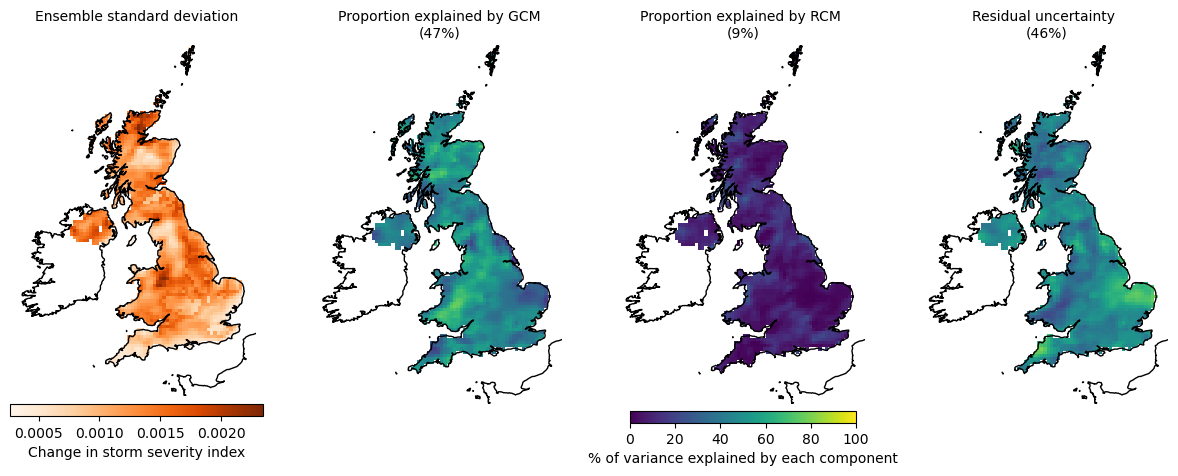 Ensemble standard deviation
Proportion explained by GCM
(47%)
Proportion explained by RCM
(9%)
Residual uncertainty
(46%)
0.0005 0.0010 0.0015 0.0020
Change in storm severity index
0 20 40 60 80 100
% of variance explained by each component